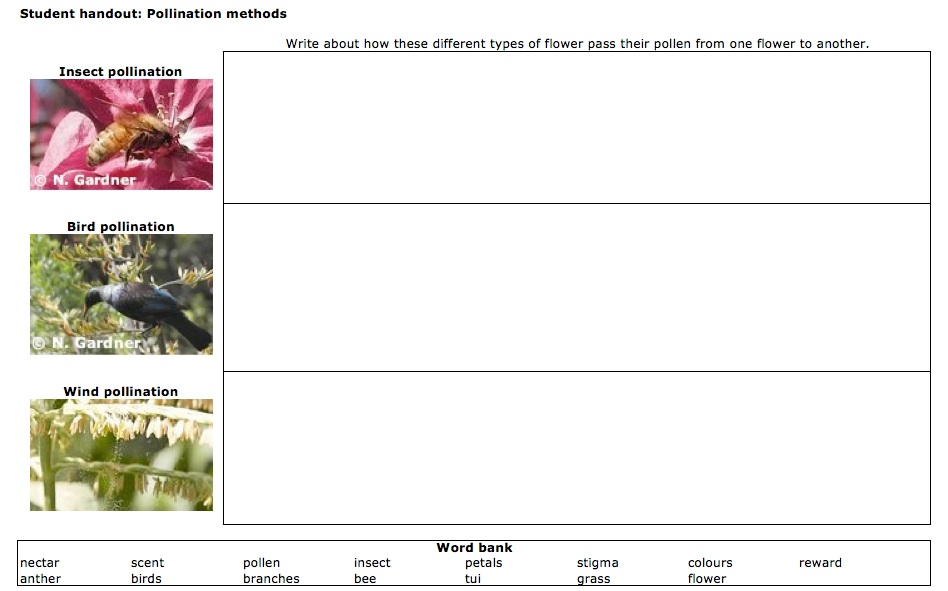 Student handout: Pollination methods
Write about how these different types of flower pass their pollen from one flower to another.
Insect pollination
© N. Gardner
Bird pollination
© N. Gardner
Wind pollination
Word bank
nectar scent pollen insect petals stigma colours reward
anther birds branches bee tui grass flower